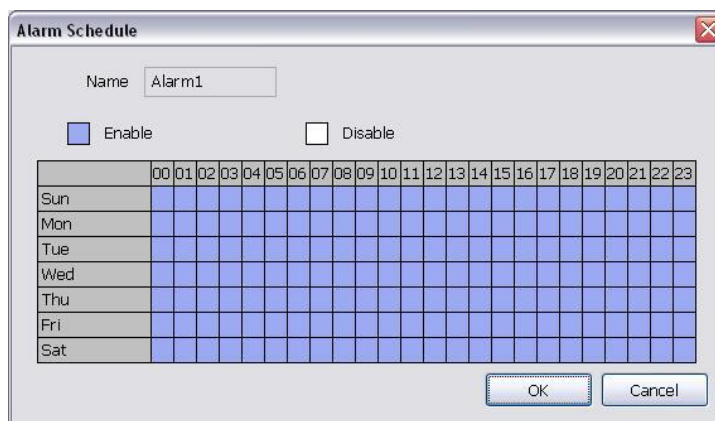 Alarm Schedule
Name Alarm1
Enable Disable
00 01 02 03 04 05 06 07 08 09 10 11 12 13 14 15 16 17 18 19 20 21 22 23
Sun
Mon
Tue
Wed
Thu
Fri
Sat
OK Cancel